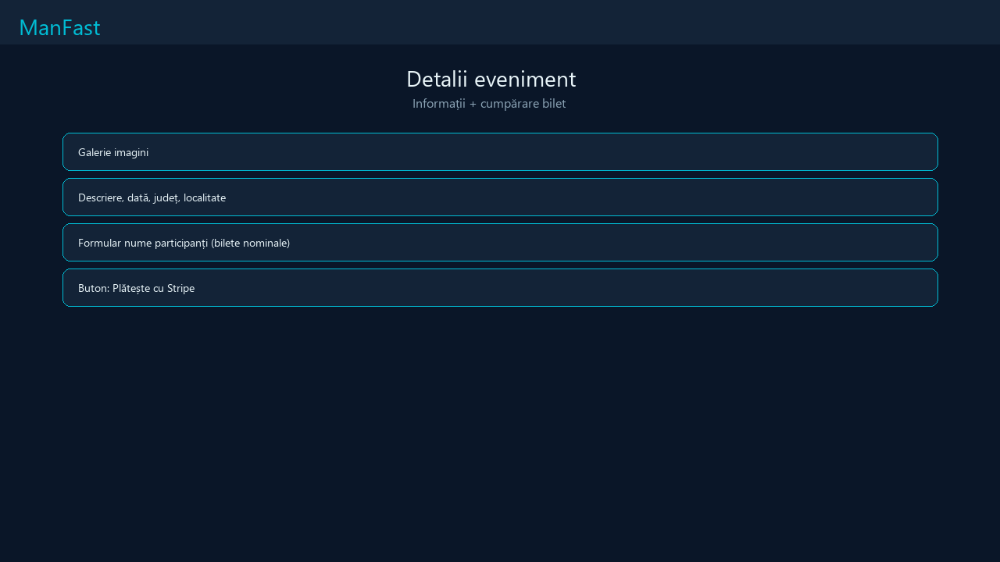 ManFast
Detalii eveniment
Informații + cumpărare bilet
Galerie imagini
Descriere, dată, județ, localitate
Formular nume participanți (bilete nominale)
Buton: Plătește cu Stripe